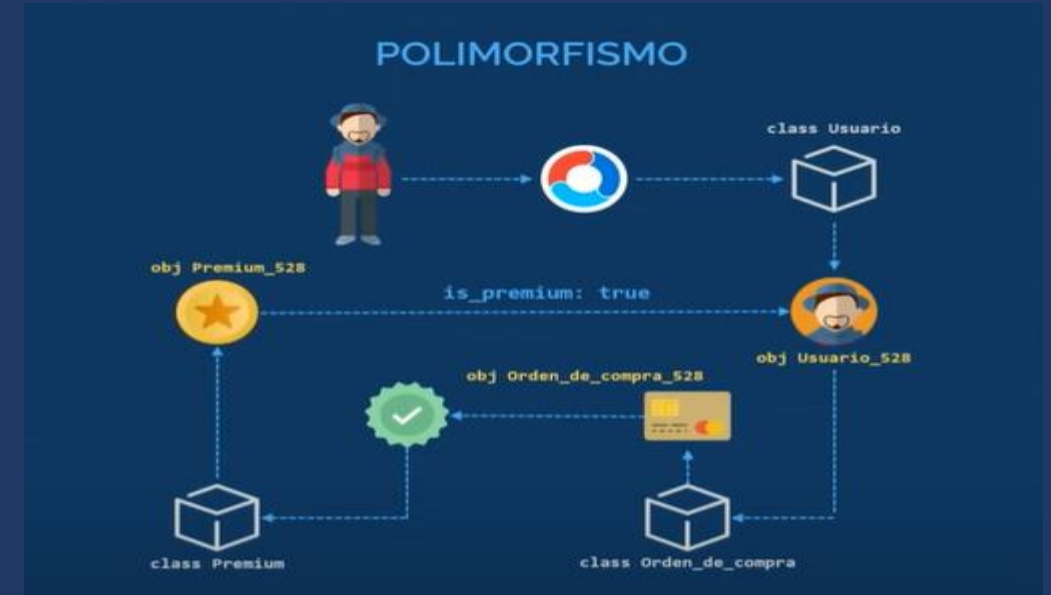 POLIMORFISMO
class Usuario
obj Premium_528
is_premium: true
obj Usuario_528
obj Orden_de_compra_528
class Premium
class Orden_de_compra